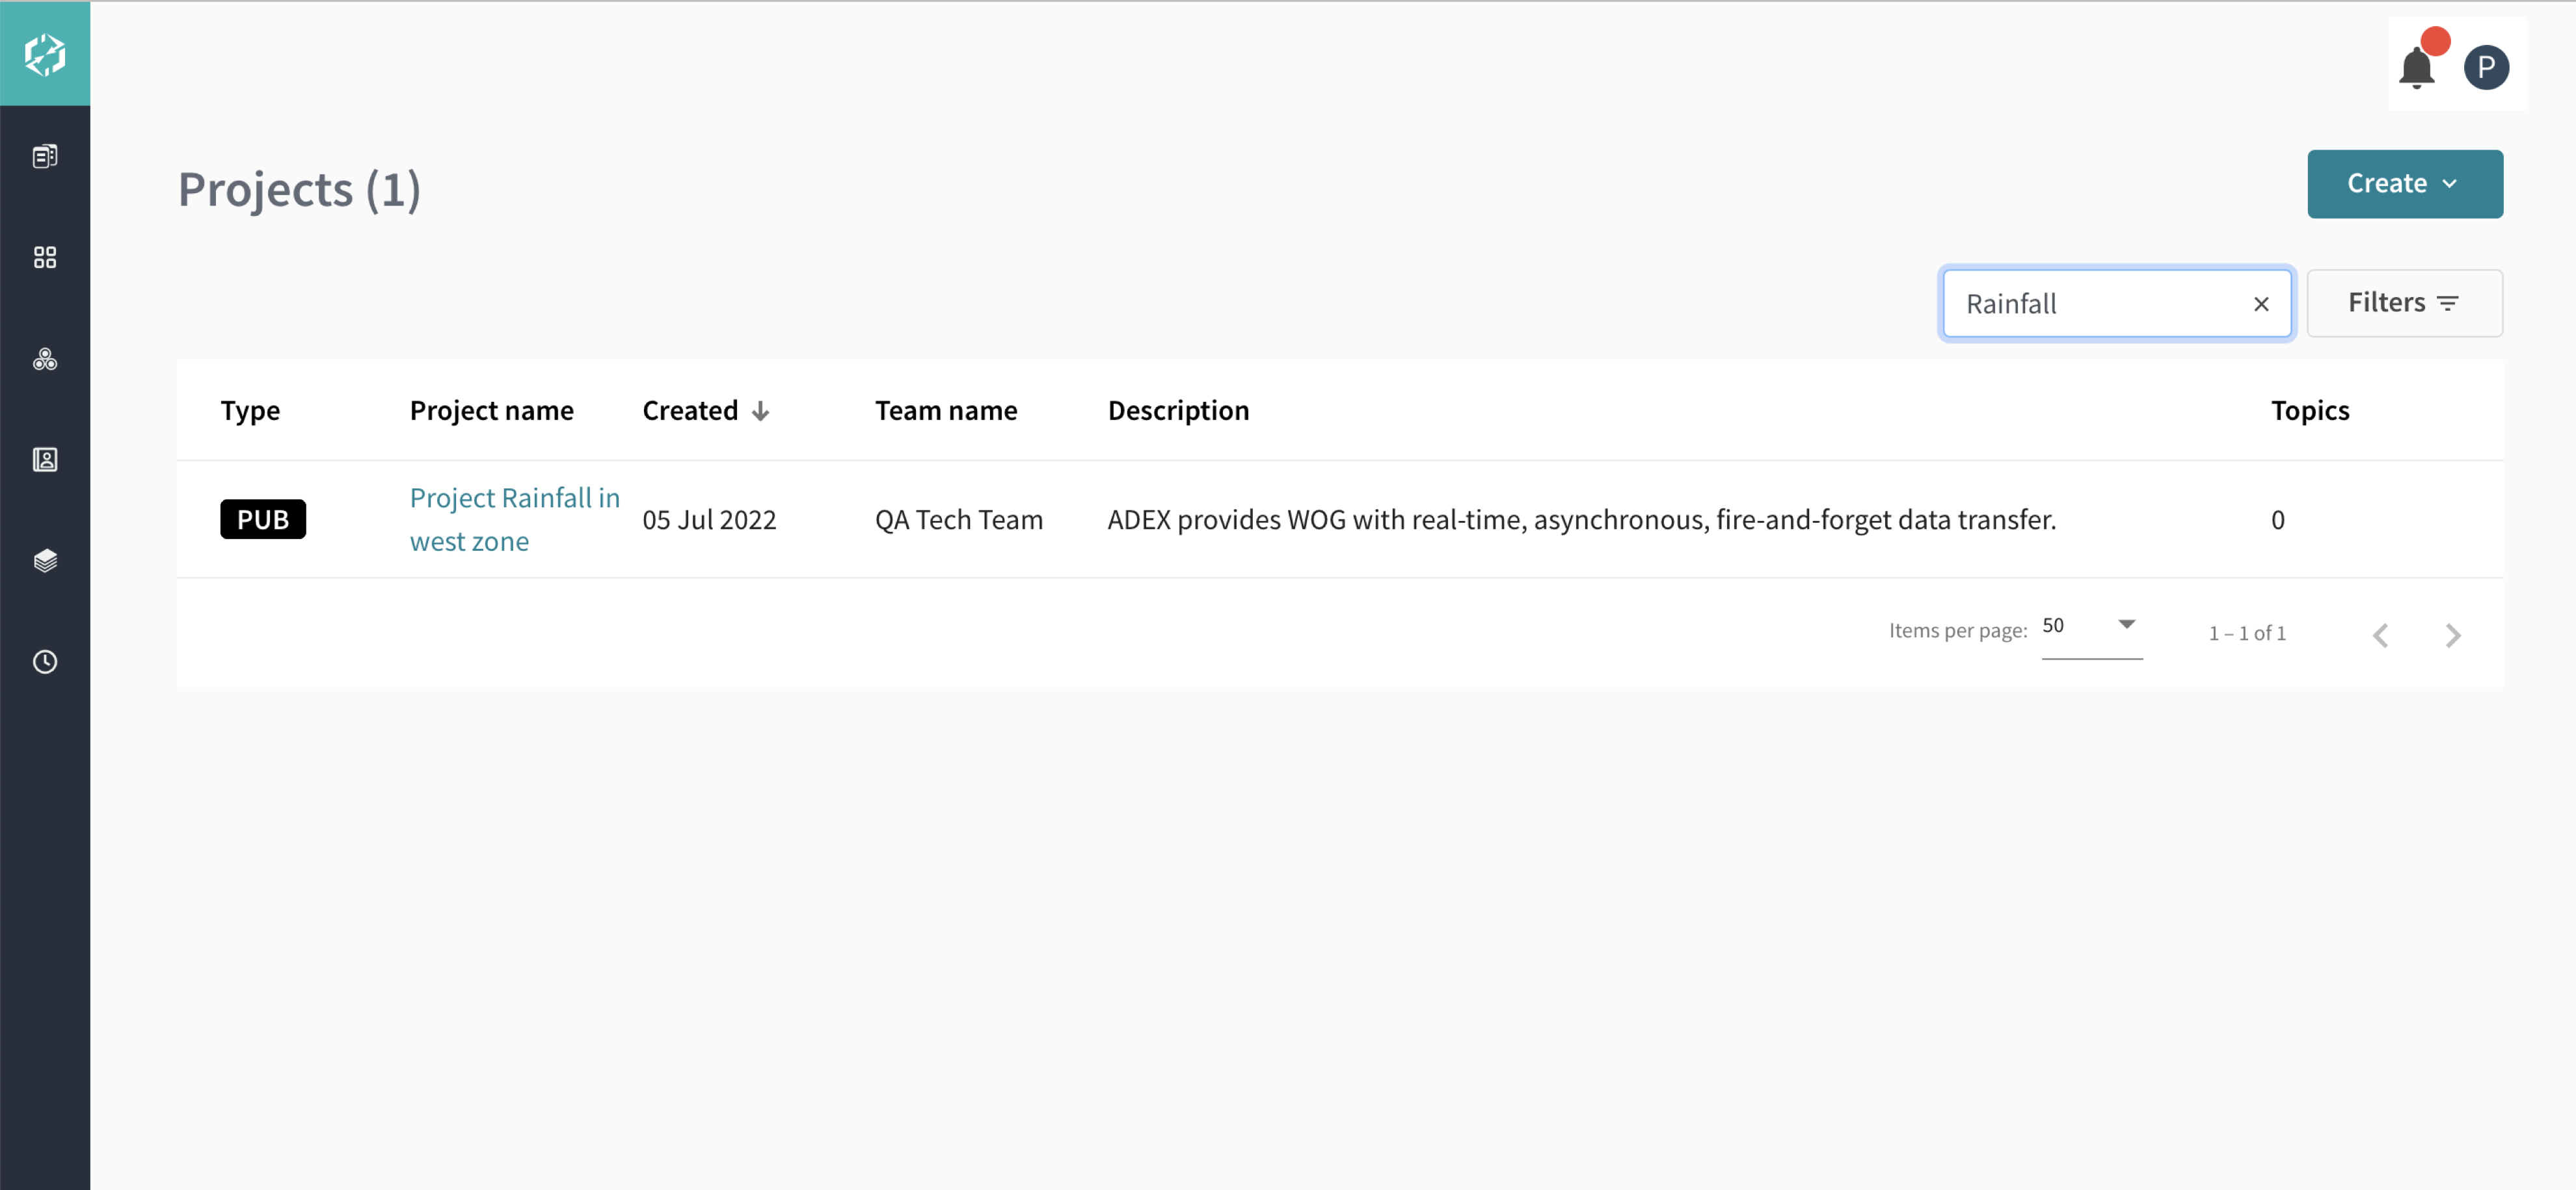 P
Projects (1)
Create
Rainfall
Filters
Type Project name Created Team name Description Topics
PUB Project Rainfall in west zone 05 Jul 2022 QA Tech Team ADEX provides WOG with real-time, asynchronous, fire-and-forget data transfer. 0
Items per page: 50 1 – 1 of 1